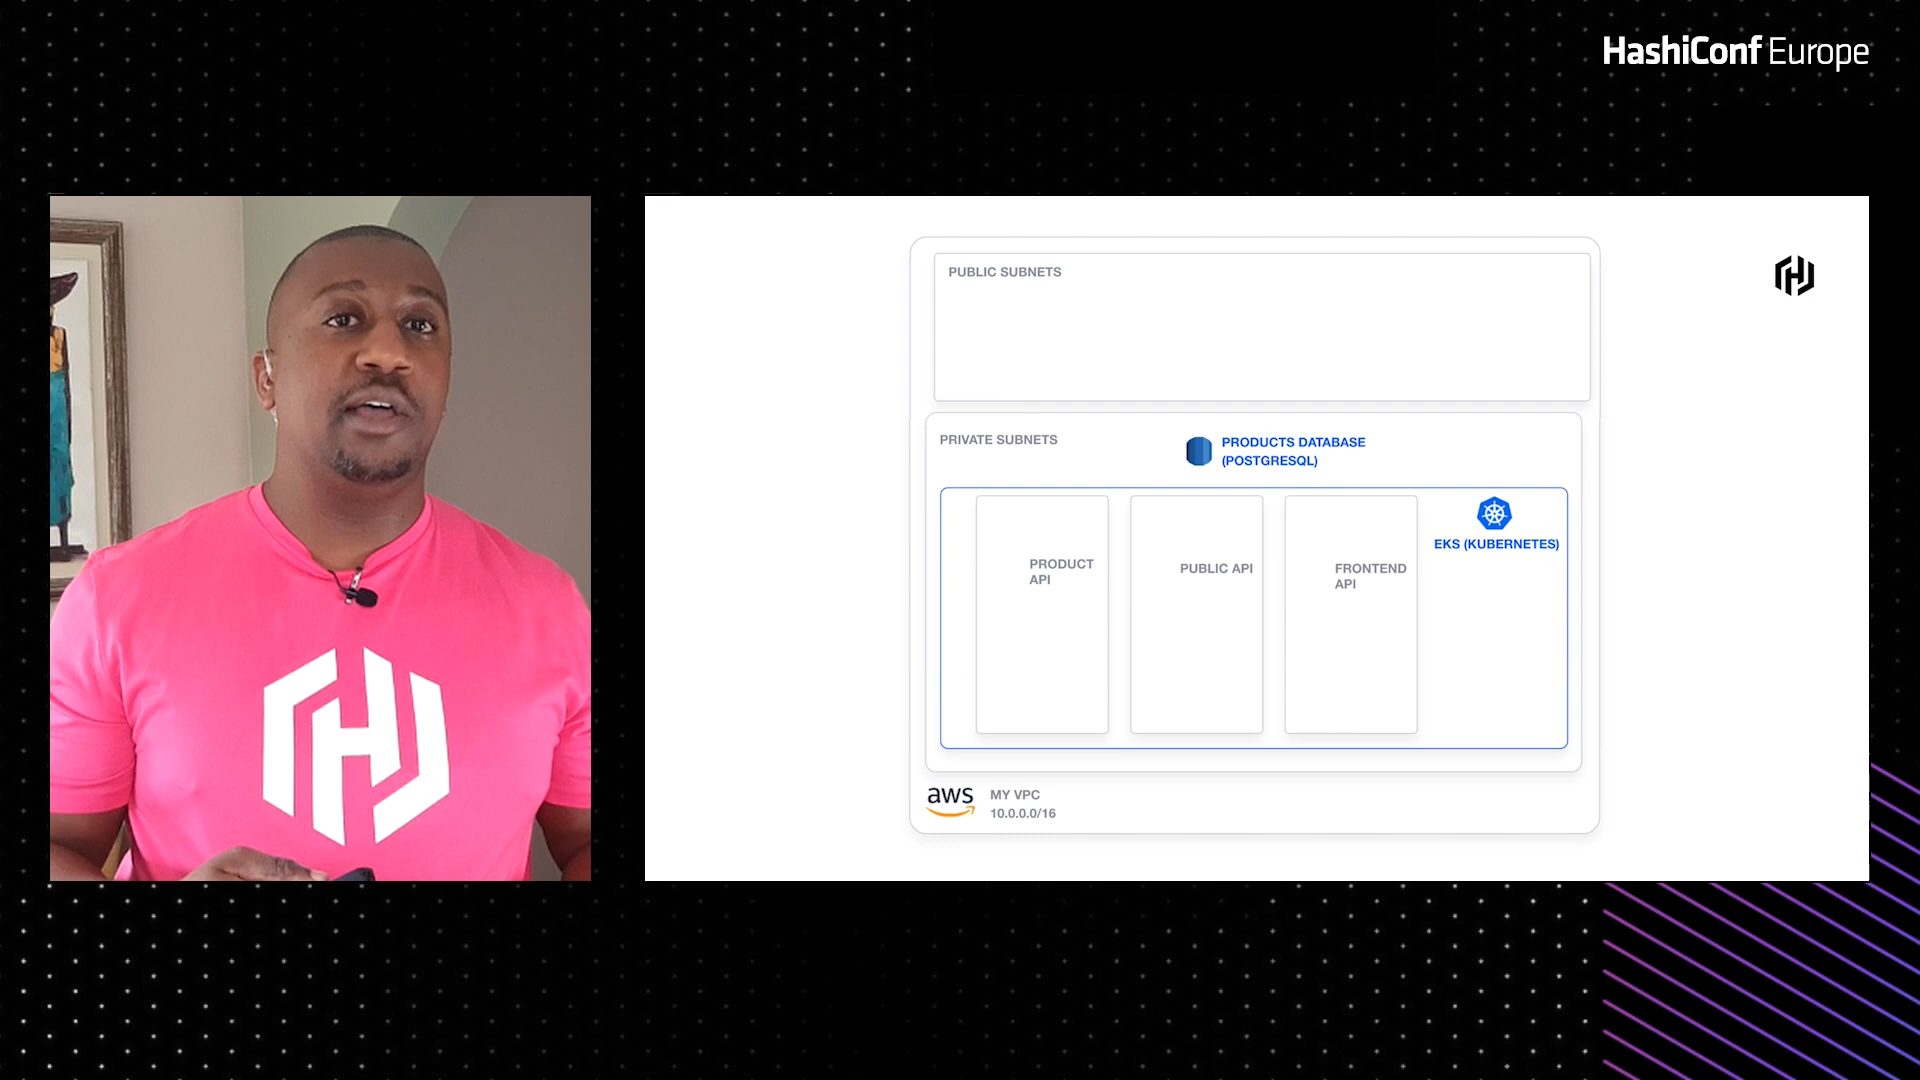 HashiConf Europe
PUBLIC SUBNETS
PRIVATE SUBNETS
PRODUCTS DATABASE
(POSTGRESQL)
EKS (KUBERNETES)
PRODUCT
API
PUBLIC API
FRONTEND
API
aws
MY VPC
10.0.0.0/16